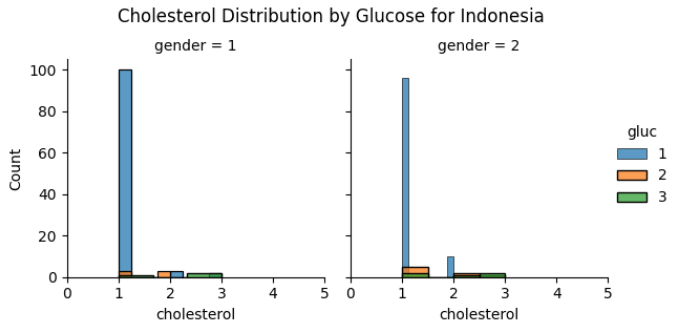 Cholesterol Distribution by Glucose for Indonesia
gender = 1
gender = 2
100
80
60
40
20
0
Count
0 1 2 3 4 5
0 1 2 3 4 5
cholesterol
cholesterol
gluc
1
2
3